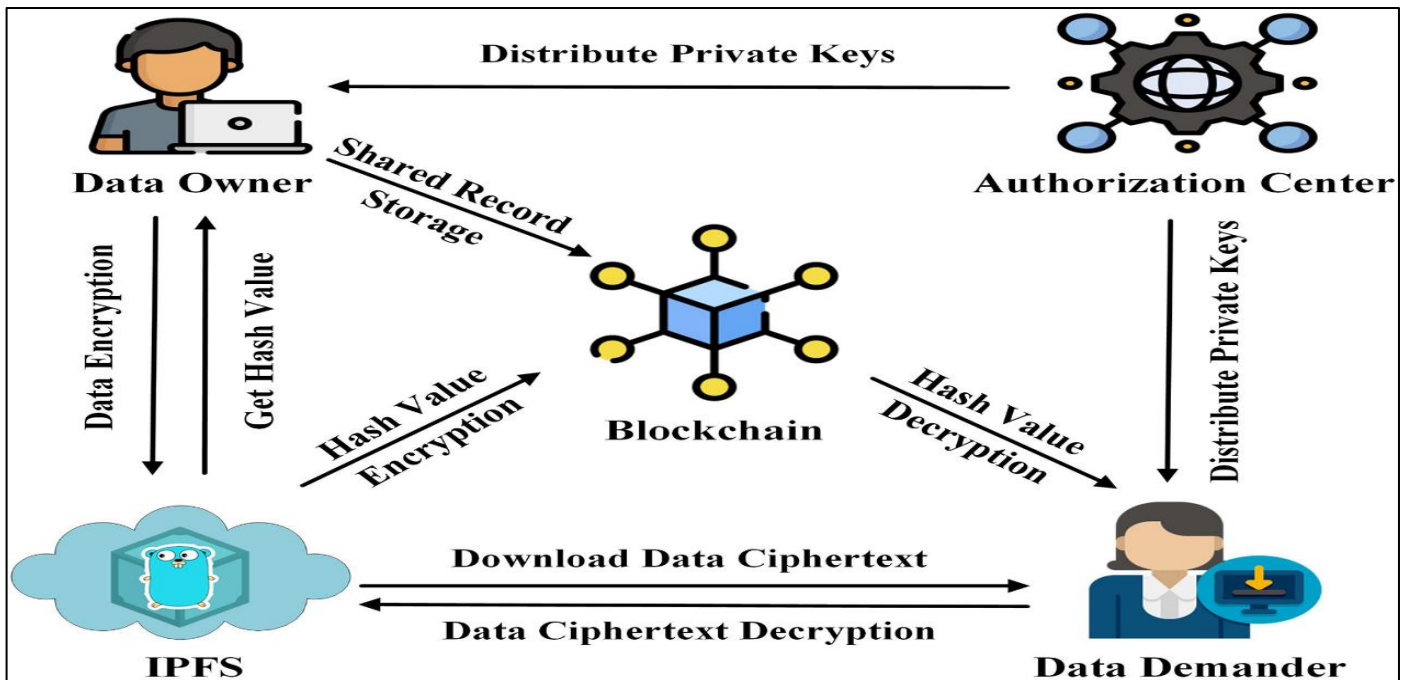 Distribute Private Keys
Data Owner
Authorization Center
Shared Record
Storage
Data Encryption
Get Hash Value
Distribute Private Keys
Hash Value
Encryption
Blockchain
Hash Value
Decryption
Download Data Ciphertext
Data Ciphertext Decryption
IPFS
Data Demander